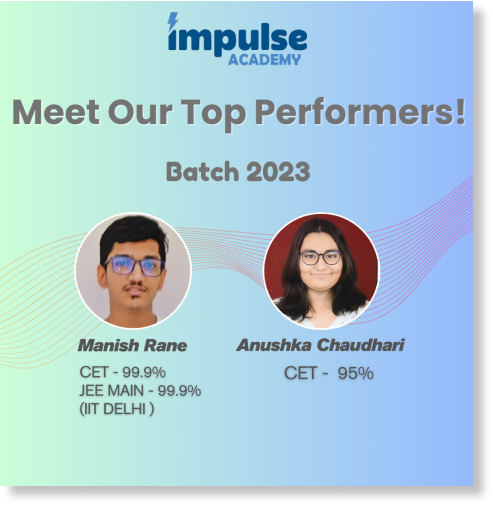 impulse
ACADEMY
Meet Our Top Performers!
Batch 2023
Manish Rane
CET - 99.9%
JEE MAIN - 99.9%
(IIT DELHI )
Anushka Chaudhari
CET - 95%